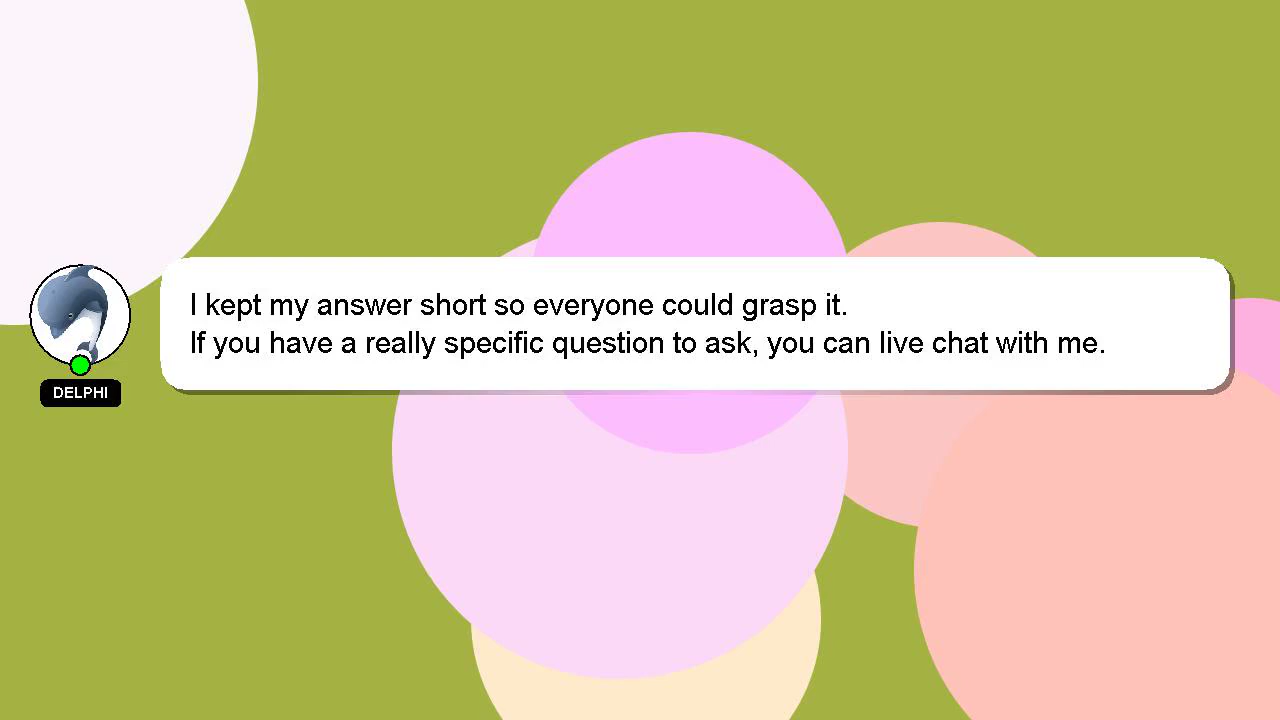 I kept my answer short so everyone could grasp it.
If you have a really specific question to ask, you can live chat with me.
DELPHI